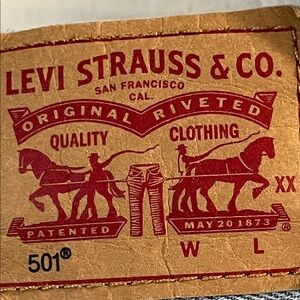 LEVI STRAUSS & CO.
SAN FRANCISCO
CAL.
ORIGINAL RIVETED
QUALITY CLOTHING
XX
PATENTED MAY 20 1873 ®
501® W L